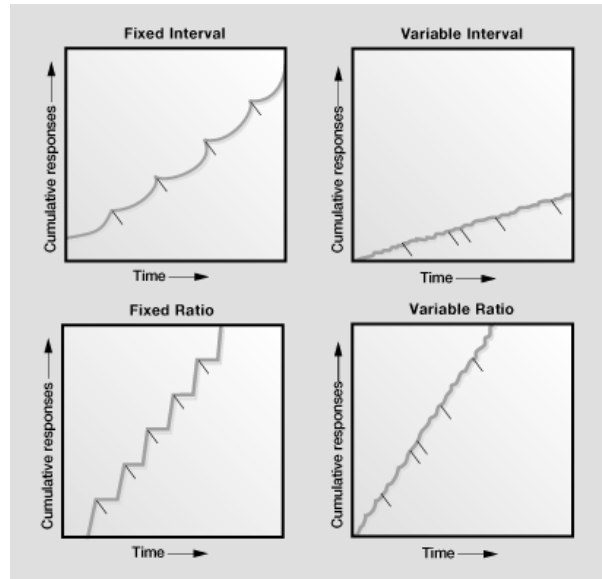 Fixed Interval
Cumulative responses
Time
Variable Interval
Cumulative responses
Time
Fixed Ratio
Cumulative responses
Time
Variable Ratio
Cumulative responses
Time